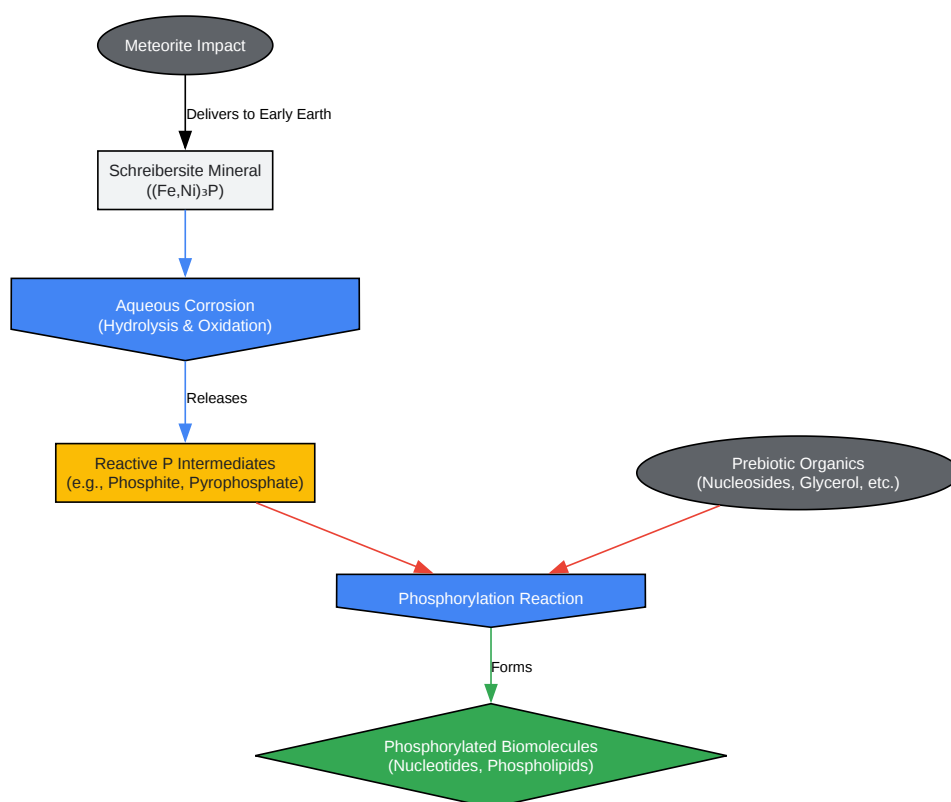 Meteorite Impact
Delivers to Early Earth
Schreibersite Mineral
((Fe,Ni)₃P)
Aqueous Corrosion
(Hydrolysis & Oxidation)
Releases
Reactive P Intermediates
(e.g., Phosphite, Pyrophosphate)
Prebiotic Organics
(Nucleosides, Glycerol, etc.)
Phosphorylation Reaction
Forms
Phosphorylated Biomolecules
(Nucleotides, Phospholipids)